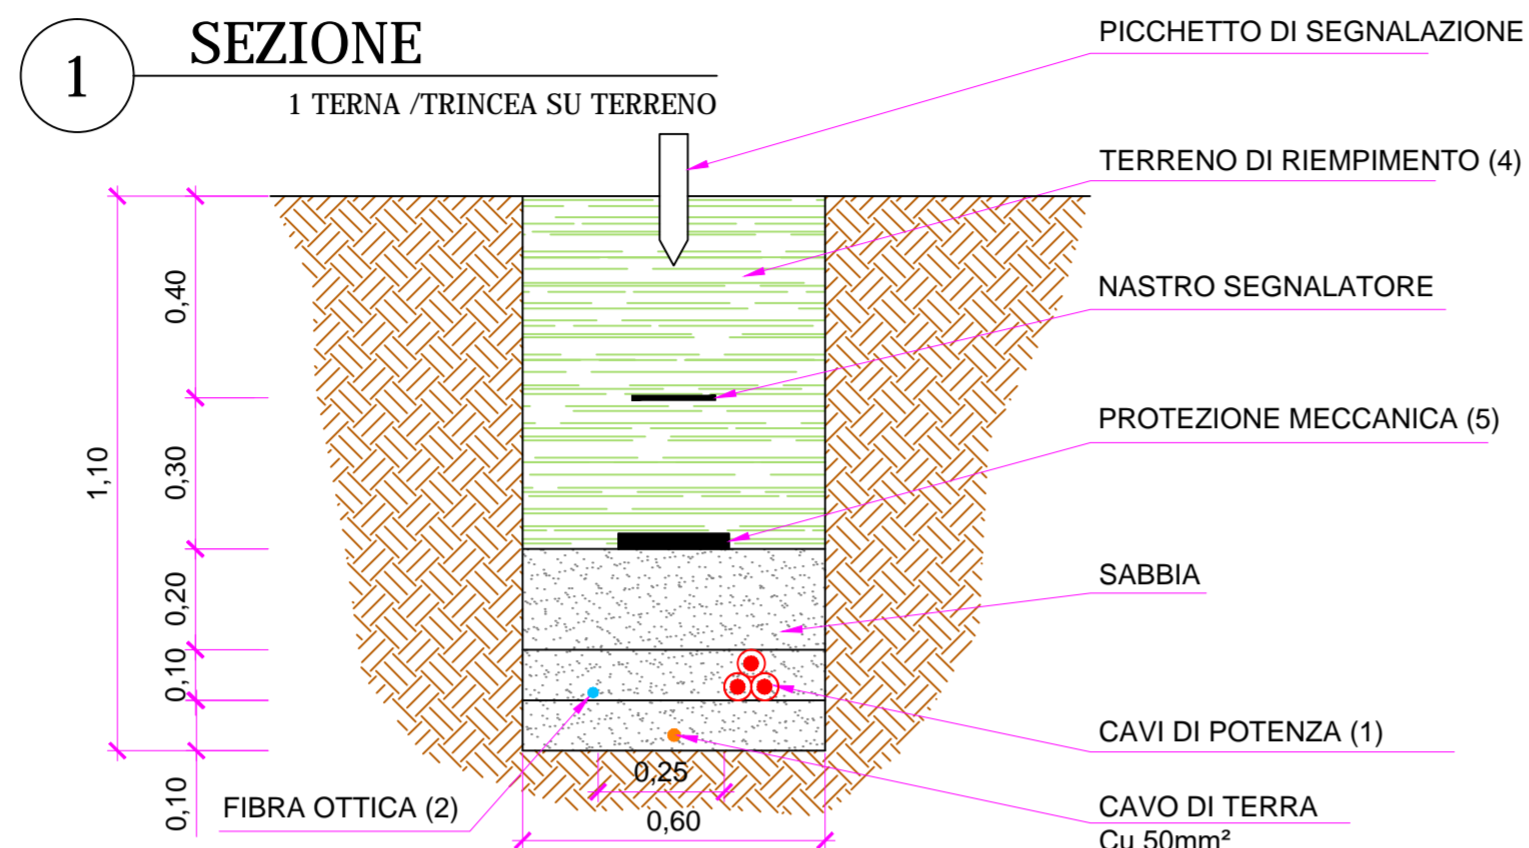 1
SEZIONE
1 TERNA /TRINCEA SU TERRENO
PICCHETTO DI SEGNALAZIONE
TERRENO DI RIEMPIMENTO (4)
NASTRO SEGNALATORE
PROTEZIONE MECCANICA (5)
SABBIA
CAVI DI POTENZA (1)
CAVO DI TERRA
Cu 50mm²
FIBRA OTTICA (2)
1,10
0,40
0,30
0,20
0,10
0,10
0,25
0,60